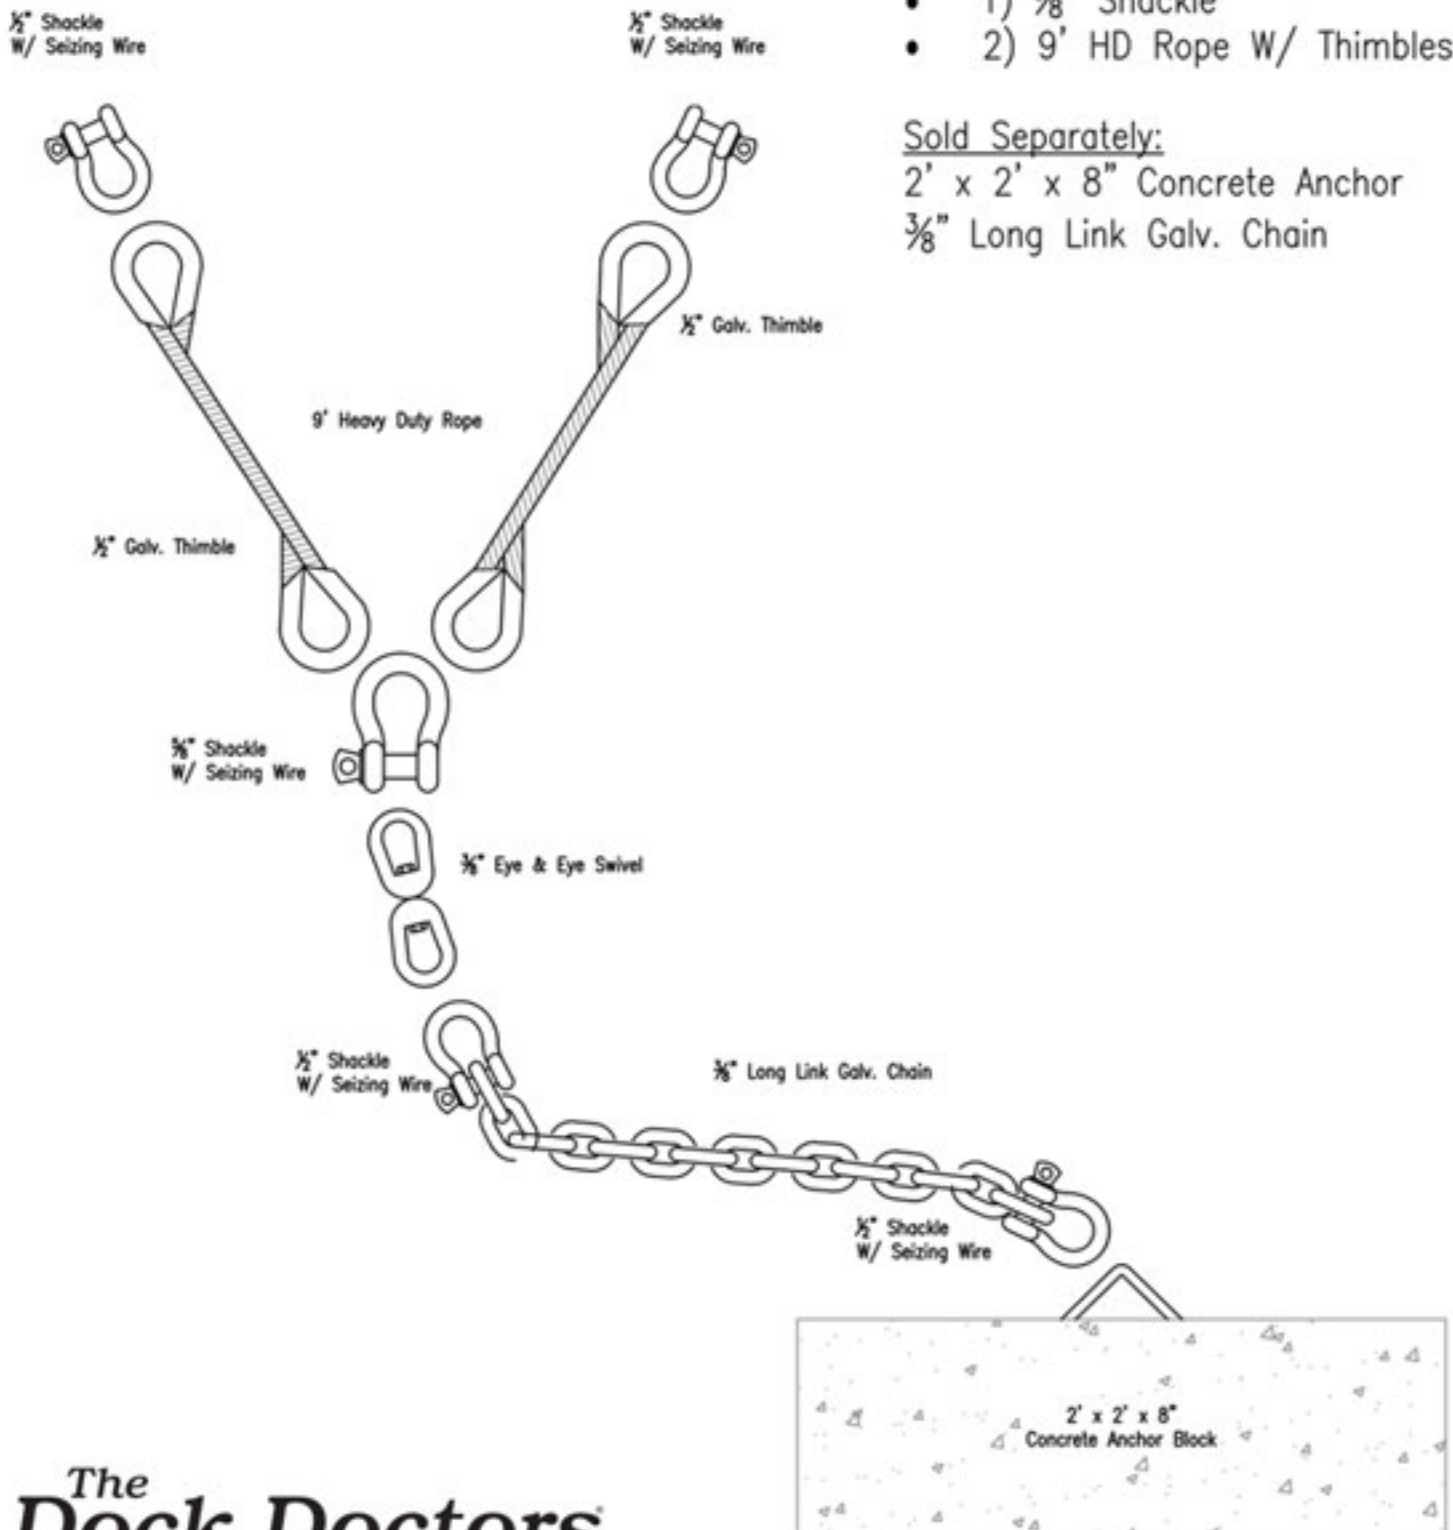 ½" Shackle
W/ Seizing Wire
½" Shackle
W/ Seizing Wire
• 1) ⅝" Shackle
• 2) 9' HD Rope W/ Thimbles
Sold Separately:
2' x 2' x 8" Concrete Anchor
⅜" Long Link Galv. Chain
½" Galv. Thimble
9' Heavy Duty Rope
½" Galv. Thimble
⅝" Shackle
W/ Seizing Wire
⅜" Eye & Eye Swivel
½" Shackle
W/ Seizing Wire
⅜" Long Link Galv. Chain
½" Shackle
W/ Seizing Wire
2' x 2' x 8"
Concrete Anchor Block
The
Dock Doctors